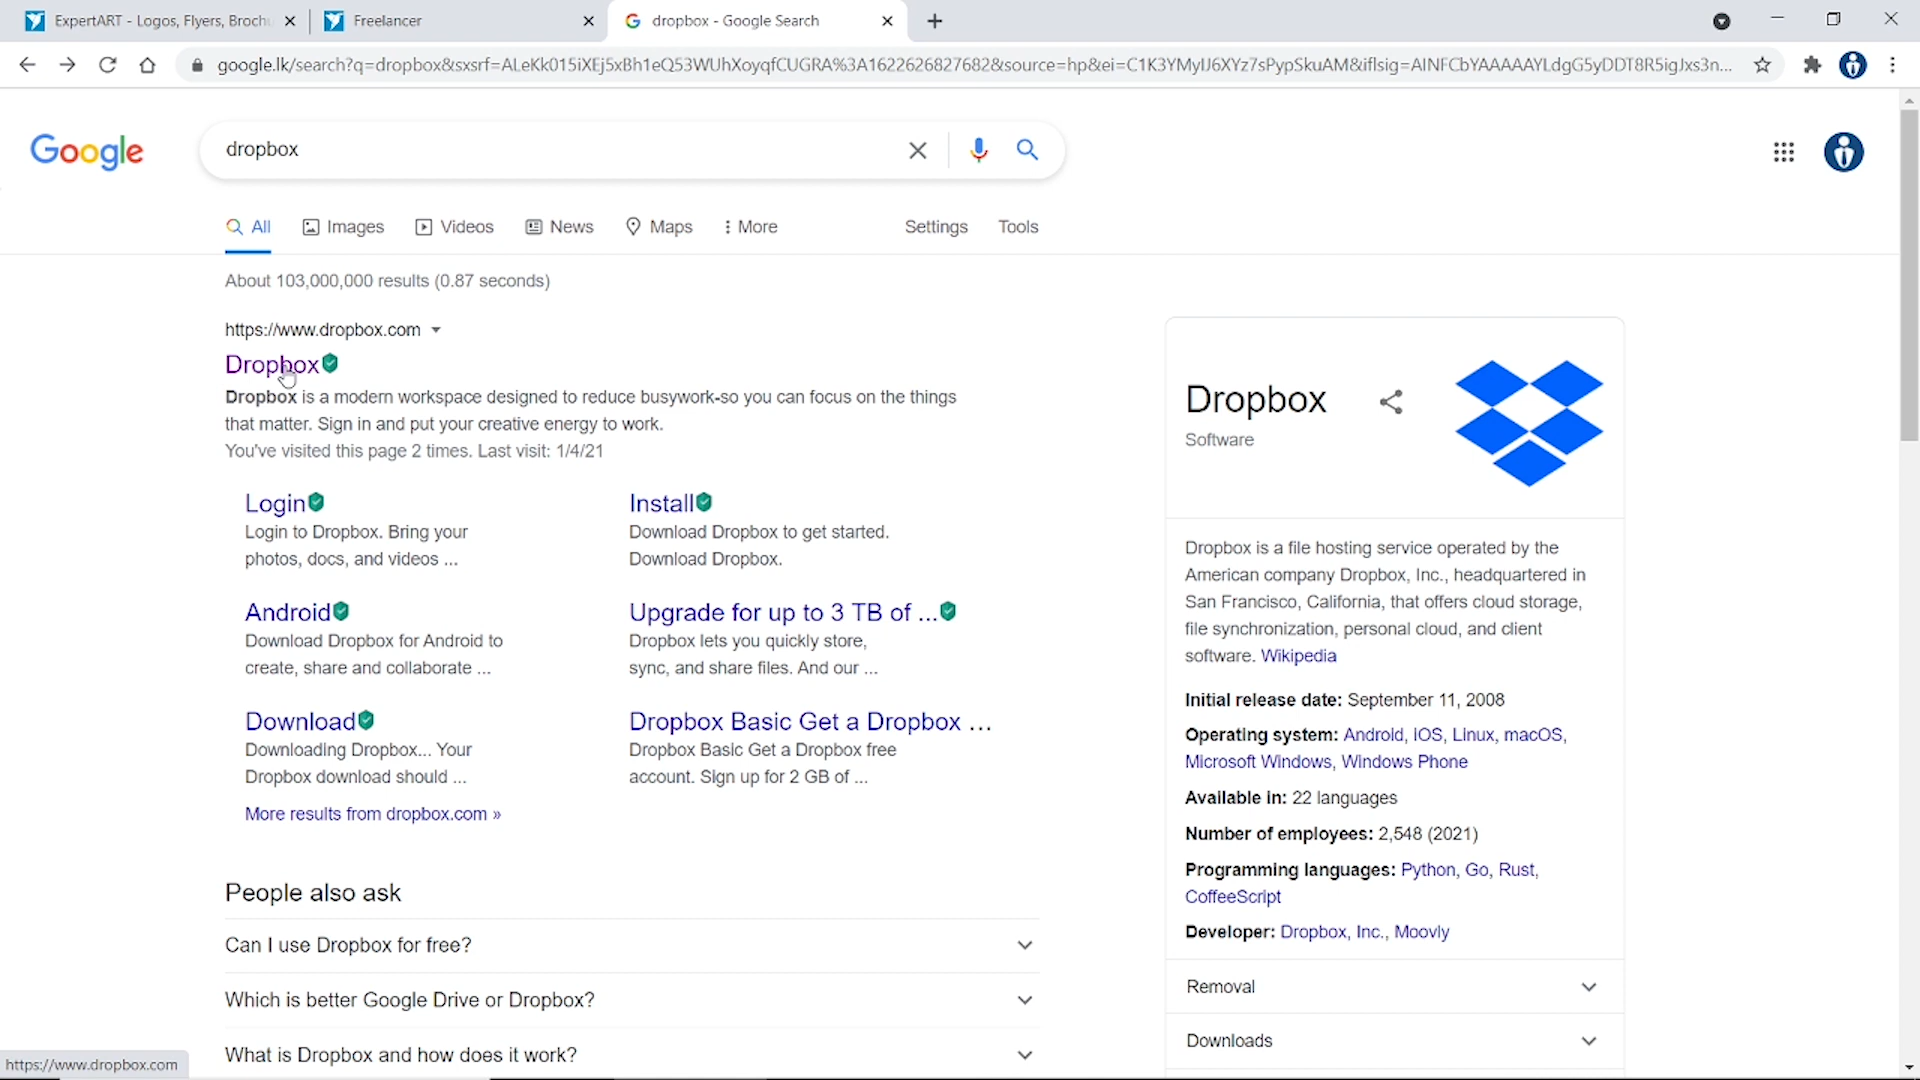 ExpertART - Logos, Flyers, Broch
Freelancer
dropbox - Google Search
google.lk/search?q=dropbox&sxsrf=ALeKk015iXEj5xBh1eQ53WUhXoyqfCUGRA%3A1622626827682&source=hp&ei=C1K3YMyIJ6XYz7sPypSkuAM&iflsig=AINFCbYAAAAAYLdgG5yDDT8R5igJxs3n...
Google
dropbox
All
Images
Videos
News
Maps
More
Settings
Tools
About 103,000,000 results (0.87 seconds)
https://www.dropbox.com
Dropbox
Dropbox is a modern workspace designed to reduce busywork-so you can focus on the things
that matter. Sign in and put your creative energy to work.
You've visited this page 2 times. Last visit: 1/4/21
Login
Login to Dropbox. Bring your
photos, docs, and videos ...
Install
Download Dropbox to get started.
Download Dropbox.
Android
Download Dropbox for Android to
create, share and collaborate ...
Upgrade for up to 3 TB of ...
Dropbox lets you quickly store,
sync, and share files. And our ...
Download
Downloading Dropbox... Your
Dropbox download should ...
Dropbox Basic Get a Dropbox ...
Dropbox Basic Get a Dropbox free
account. Sign up for 2 GB of ...
More results from dropbox.com »
People also ask
Can I use Dropbox for free?
Which is better Google Drive or Dropbox?
What is Dropbox and how does it work?
https://www.dropbox.com
Dropbox
Software
Dropbox is a file hosting service operated by the
American company Dropbox, Inc., headquartered in
San Francisco, California, that offers cloud storage,
file synchronization, personal cloud, and client
software. Wikipedia
Initial release date: September 11, 2008
Operating system: Android, iOS, Linux, macOS,
Microsoft Windows, Windows Phone
Available in: 22 languages
Number of employees: 2,548 (2021)
Programming languages: Python, Go, Rust,
CoffeeScript
Developer: Dropbox, Inc., Moovly
Removal
Downloads